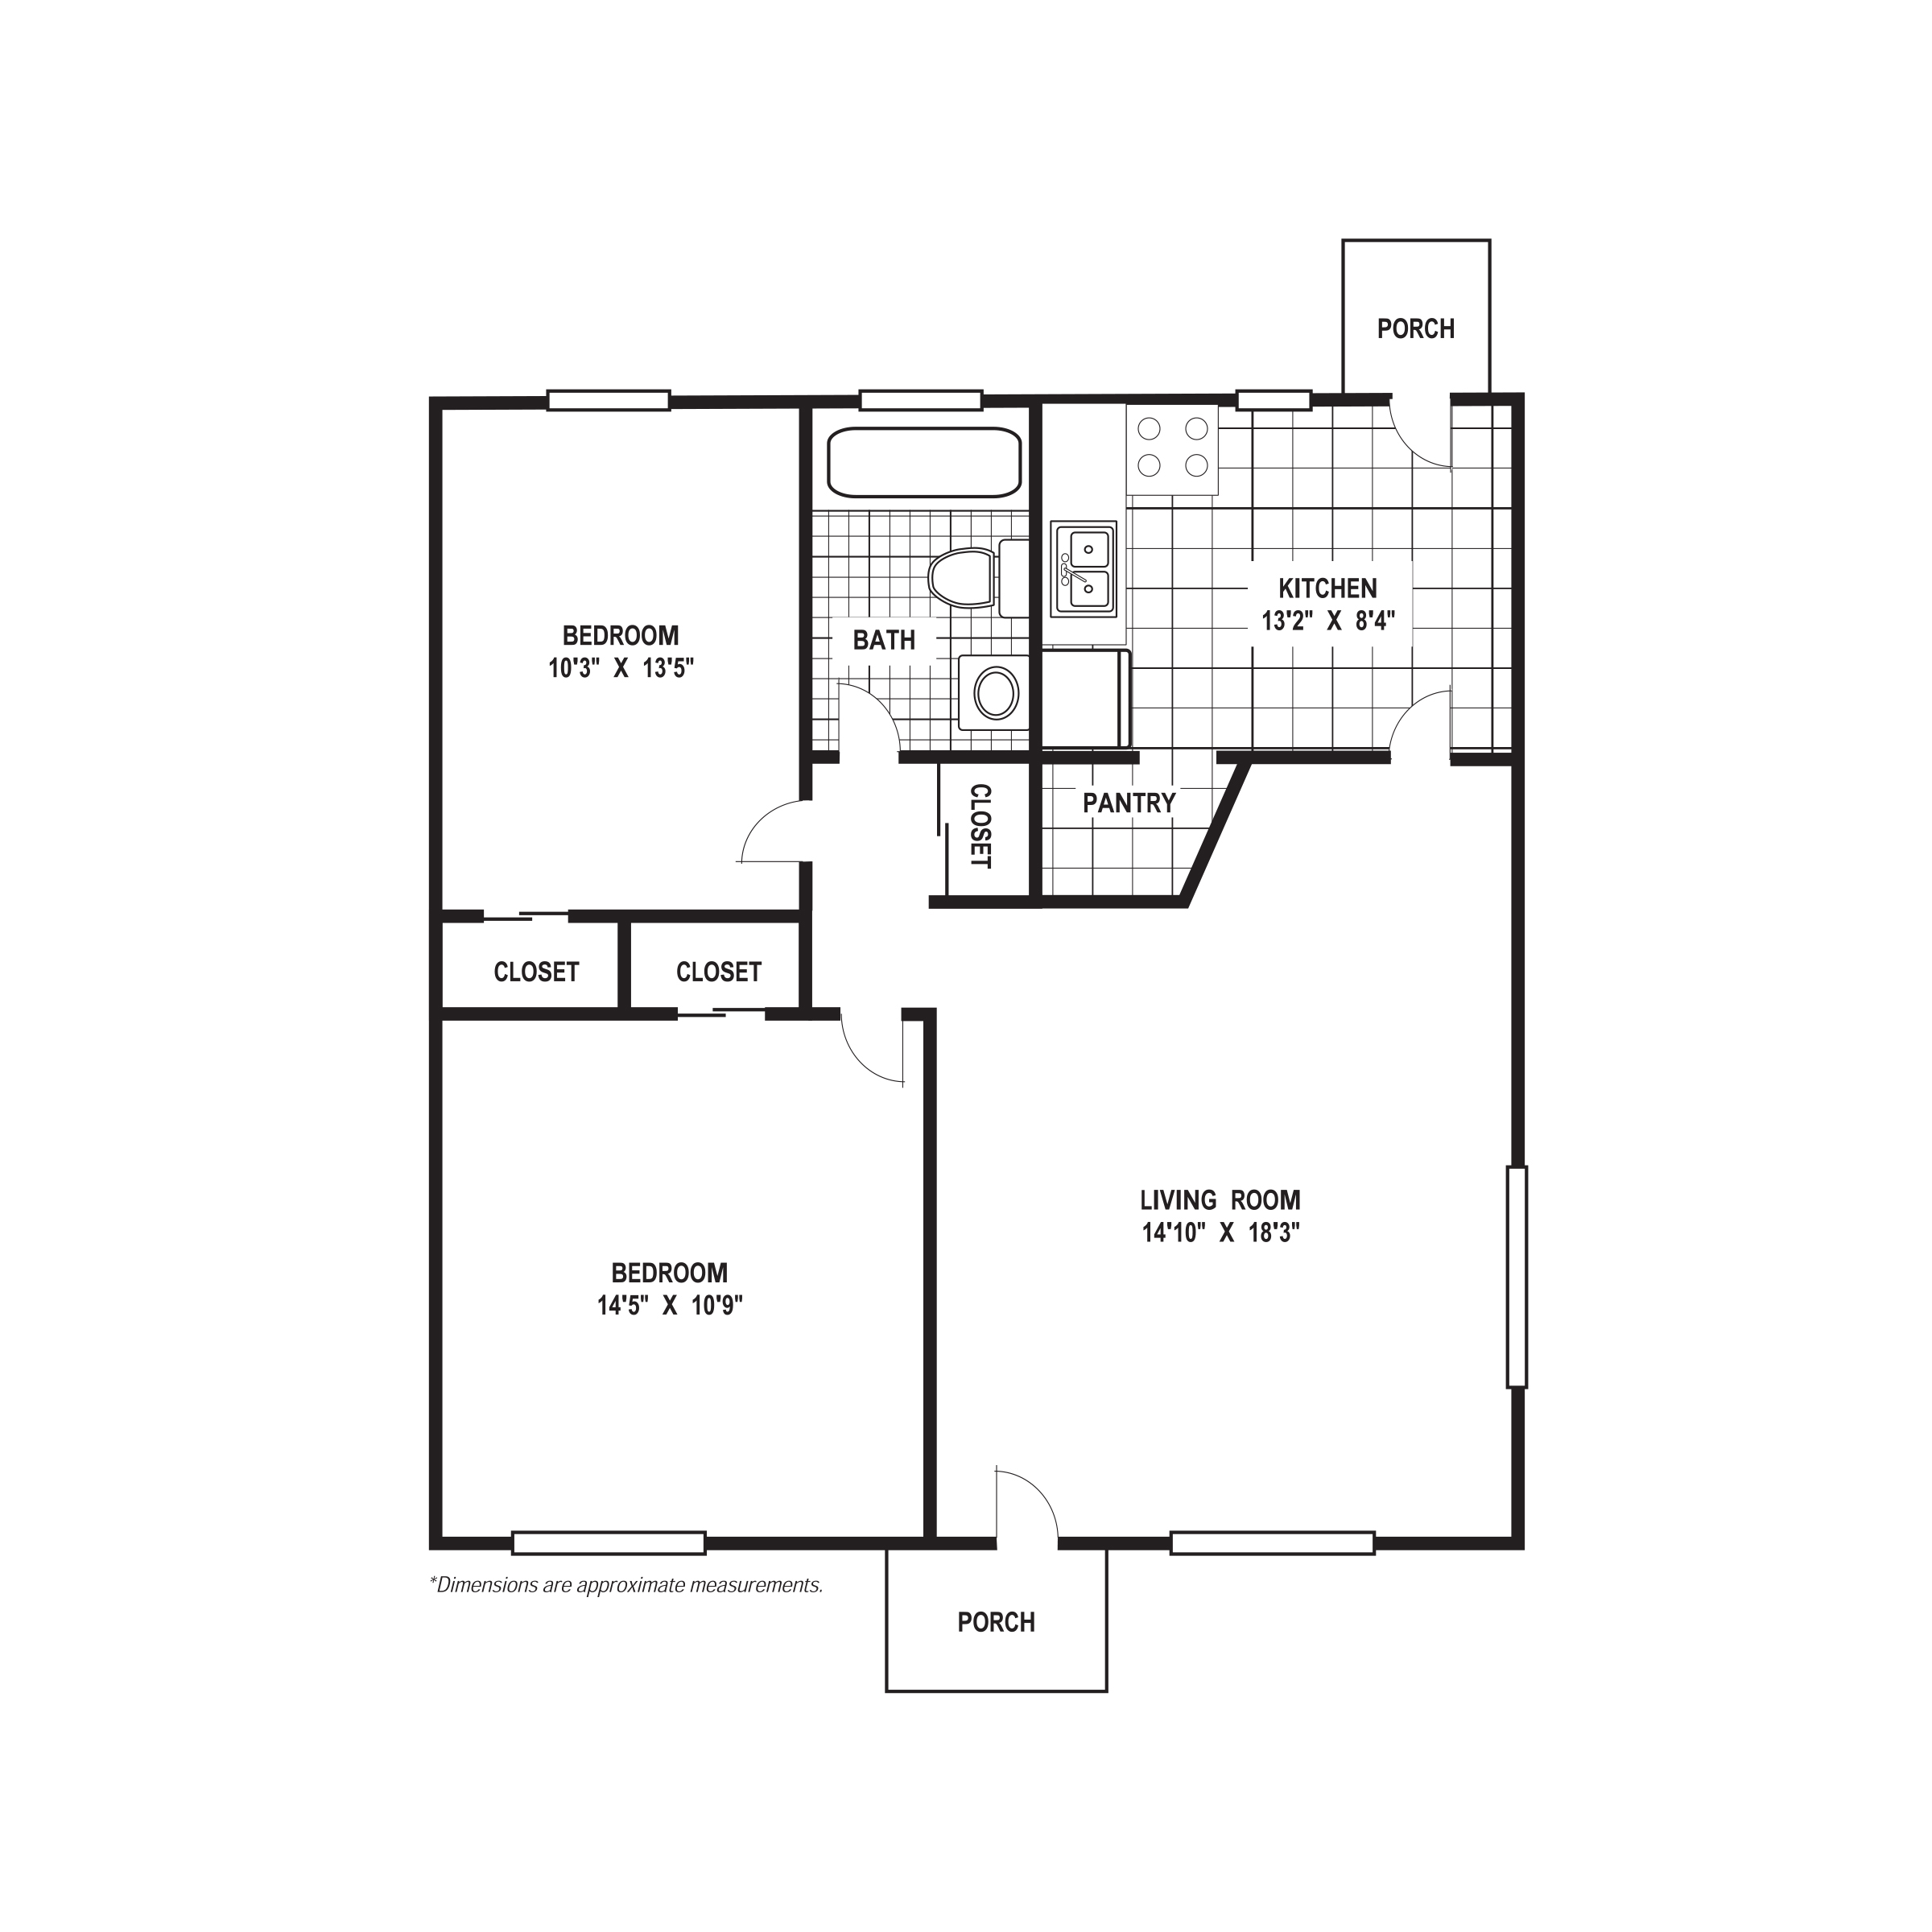 PORCH
BEDROOM
10'3" X 13'5"
BATH
KITCHEN
13'2" X 8'4"
PANTRY
CLOSET
CLOSET
CLOSET
LIVING ROOM
14'10" X 18'3"
BEDROOM
14'5" X 10'9"
*Dimensions are approximate measurements.
PORCH